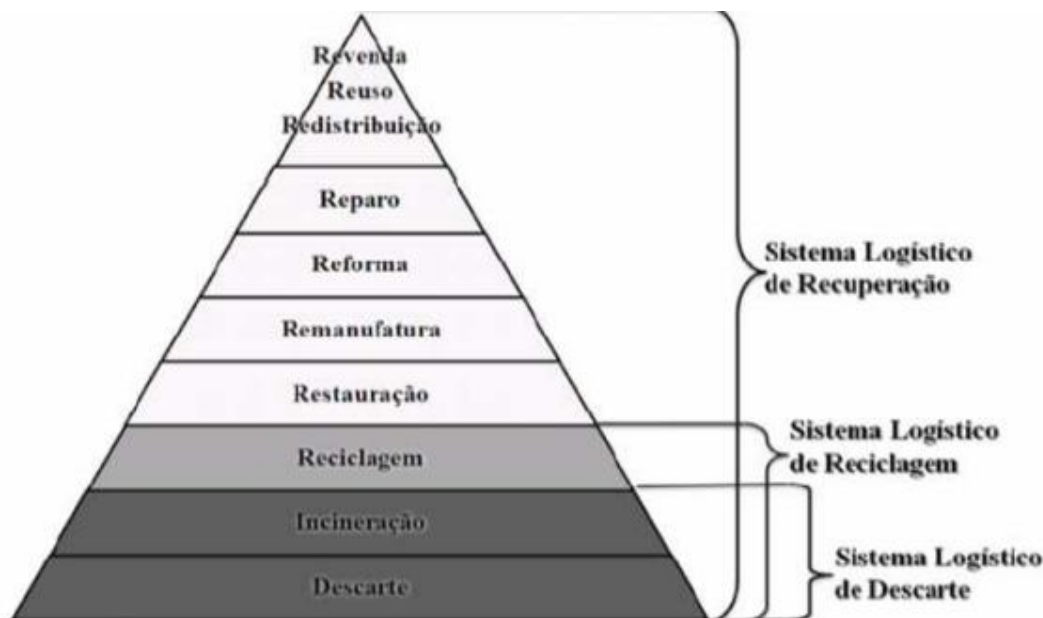 Revenda
Reuso
Redistribuição
Reparo
Reforma
Remanufatura
Restauração
Reciclagem
Incineração
Descarte
Sistema Logístico
de Recuperação
Sistema Logístico
de Reciclagem
Sistema Logístico
de Descarte